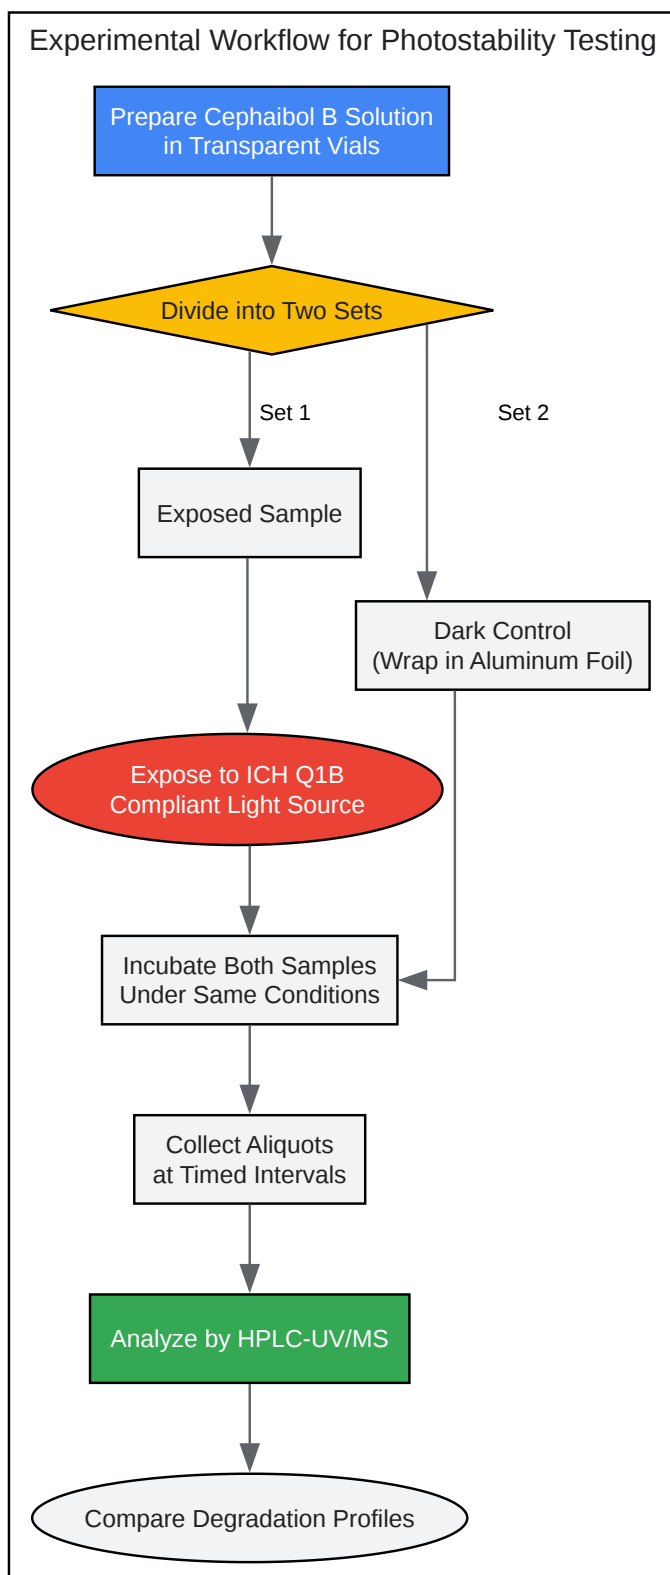 Experimental Workflow for Photostability Testing
Prepare Cephaibol B Solution
in Transparent Vials
Divide into Two Sets
Set 1
Set 2
Exposed Sample
Dark Control
(Wrap in Aluminum Foil)
Expose to ICH Q1B
Compliant Light Source
Incubate Both Samples
Under Same Conditions
Collect Aliquots
at Timed Intervals
Analyze by HPLC-UV/MS
Compare Degradation Profiles